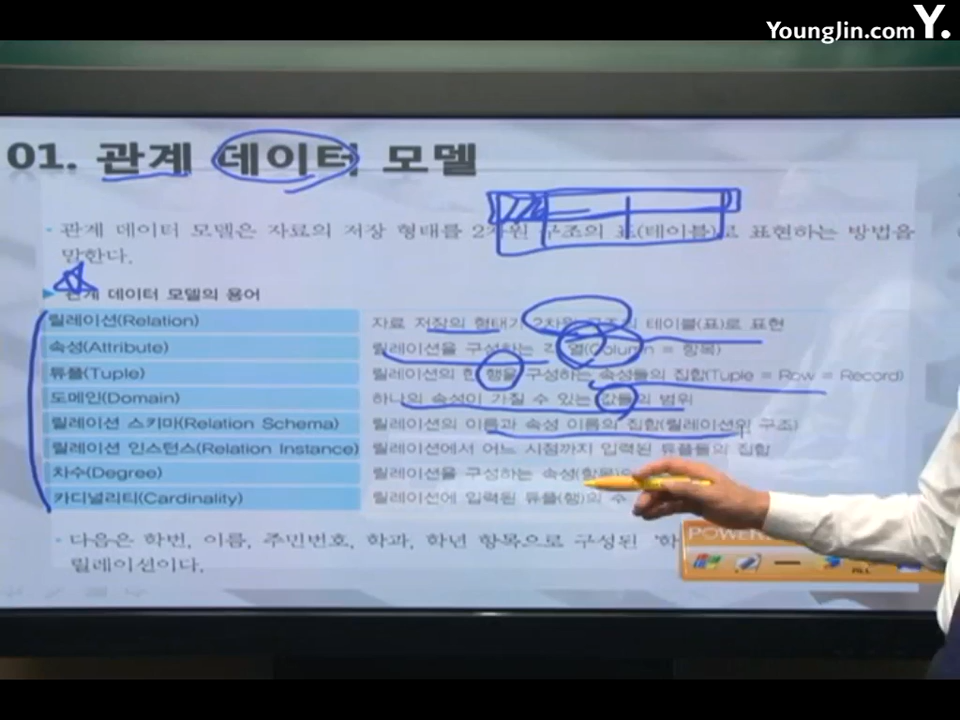 YoungJin.com Y.
01. 관계 데이터 모델
• 관계 데이터 모델은 자료의 저장 형태를 2차원 구조의 표(테이블)로 표현하는 방법을
말한다.
▶ 관계 데이터 모델의 용어
릴레이션(Relation) 자료 저장의 형태가 2차원 구조의 테이블(표)로 표현
속성(Attribute) 릴레이션을 구성하는 각 열(Column = 항목)
튜플(Tuple) 릴레이션의 한 행을 구성하는 속성들의 집합(Tuple = Row = Record)
도메인(Domain) 하나의 속성이 가질 수 있는 값들의 범위
릴레이션 스키마(Relation Schema) 릴레이션의 이름과 속성 이름의 집합(릴레이션의 구조)
릴레이션 인스턴스(Relation Instance) 릴레이션에서 어느 시점까지 입력된 튜플들의 집합
차수(Degree) 릴레이션을 구성하는 속성(항목)의
카디널리티(Cardinality) 릴레이션에 입력된 튜플(행)의 수
• 다음은 학번, 이름, 주민번호, 학과, 학년 항목으로 구성된 '학
릴레이션이다.
POWER